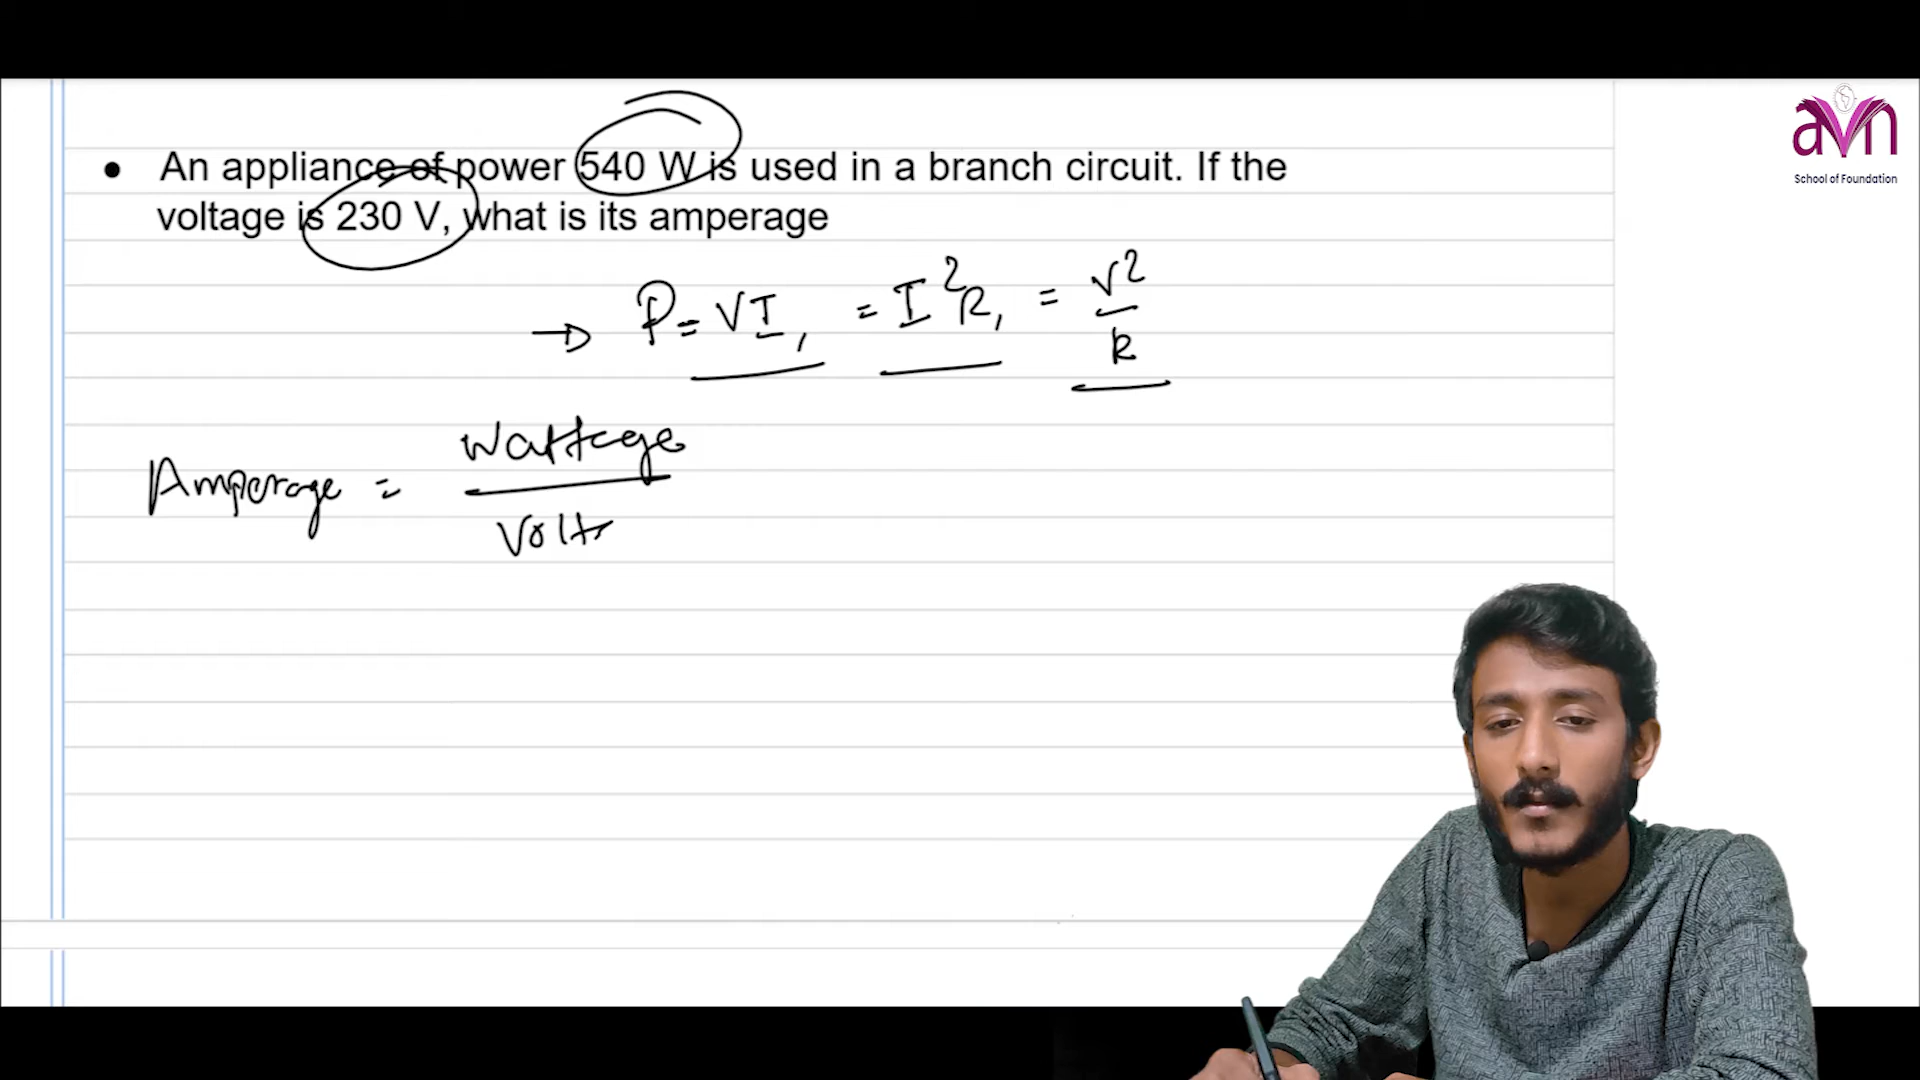 avn
School of Foundation
• An appliance of power 540 W is used in a branch circuit. If the
voltage is 230 V, what is its amperage
→ P = VI, = I²R, = V²/R
Amperage = Wattage/Volts